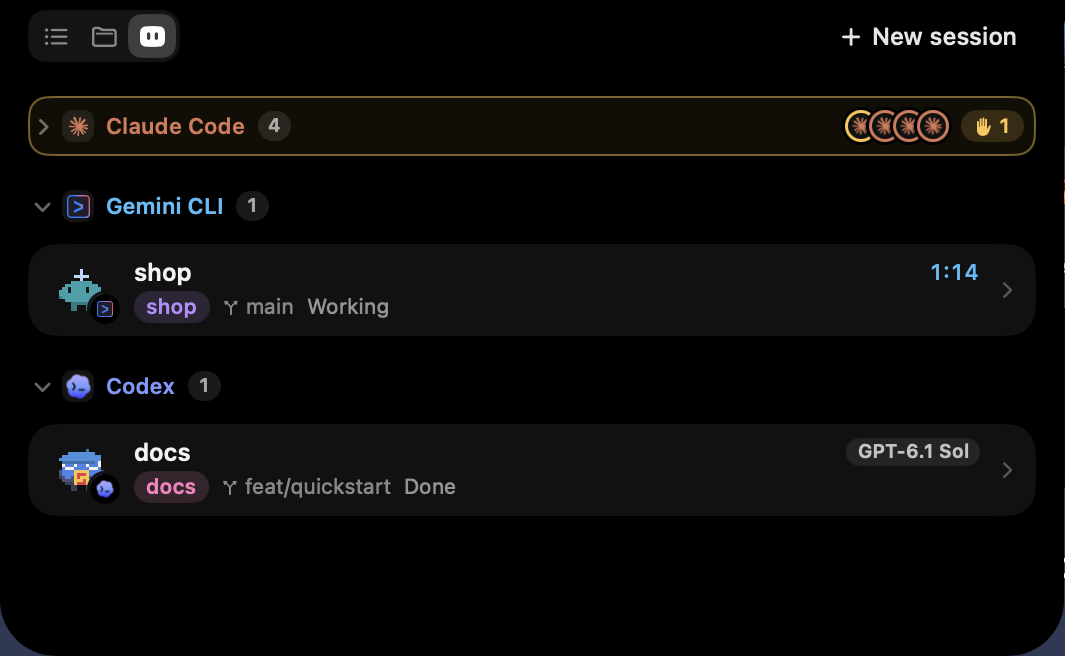 + New session
Claude Code 4 1
Gemini CLI 1
shop 1:14
shop main Working
Codex 1
docs GPT-6.1 Sol
docs feat/quickstart Done